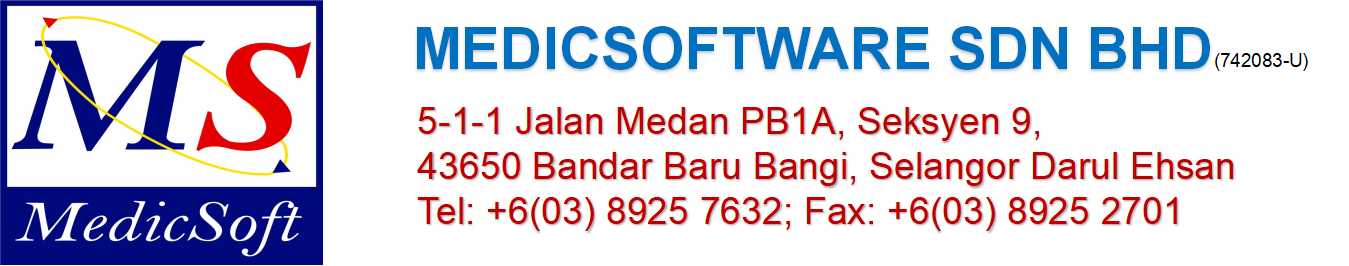 MS
MedicSoft
MEDICSOFTWARE SDN BHD(742083-U)
5-1-1 Jalan Medan PB1A, Seksyen 9,
43650 Bandar Baru Bangi, Selangor Darul Ehsan
Tel: +6(03) 8925 7632; Fax: +6(03) 8925 2701